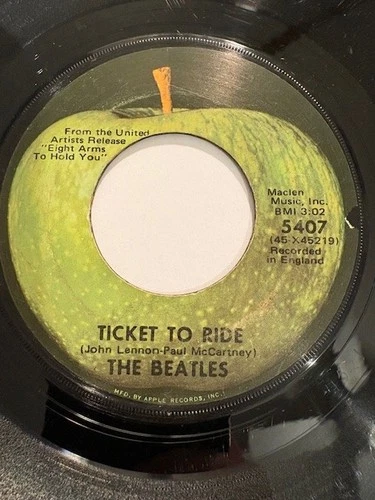 From the United
Artists Release
"Eight Arms
To Hold You"
Maclen
Music, Inc.
BMI 3:02
5407
(45-X45219)
Recorded
in England
TICKET TO RIDE
(John Lennon-Paul McCartney)
THE BEATLES
MFD. BY APPLE RECORDS, INC.